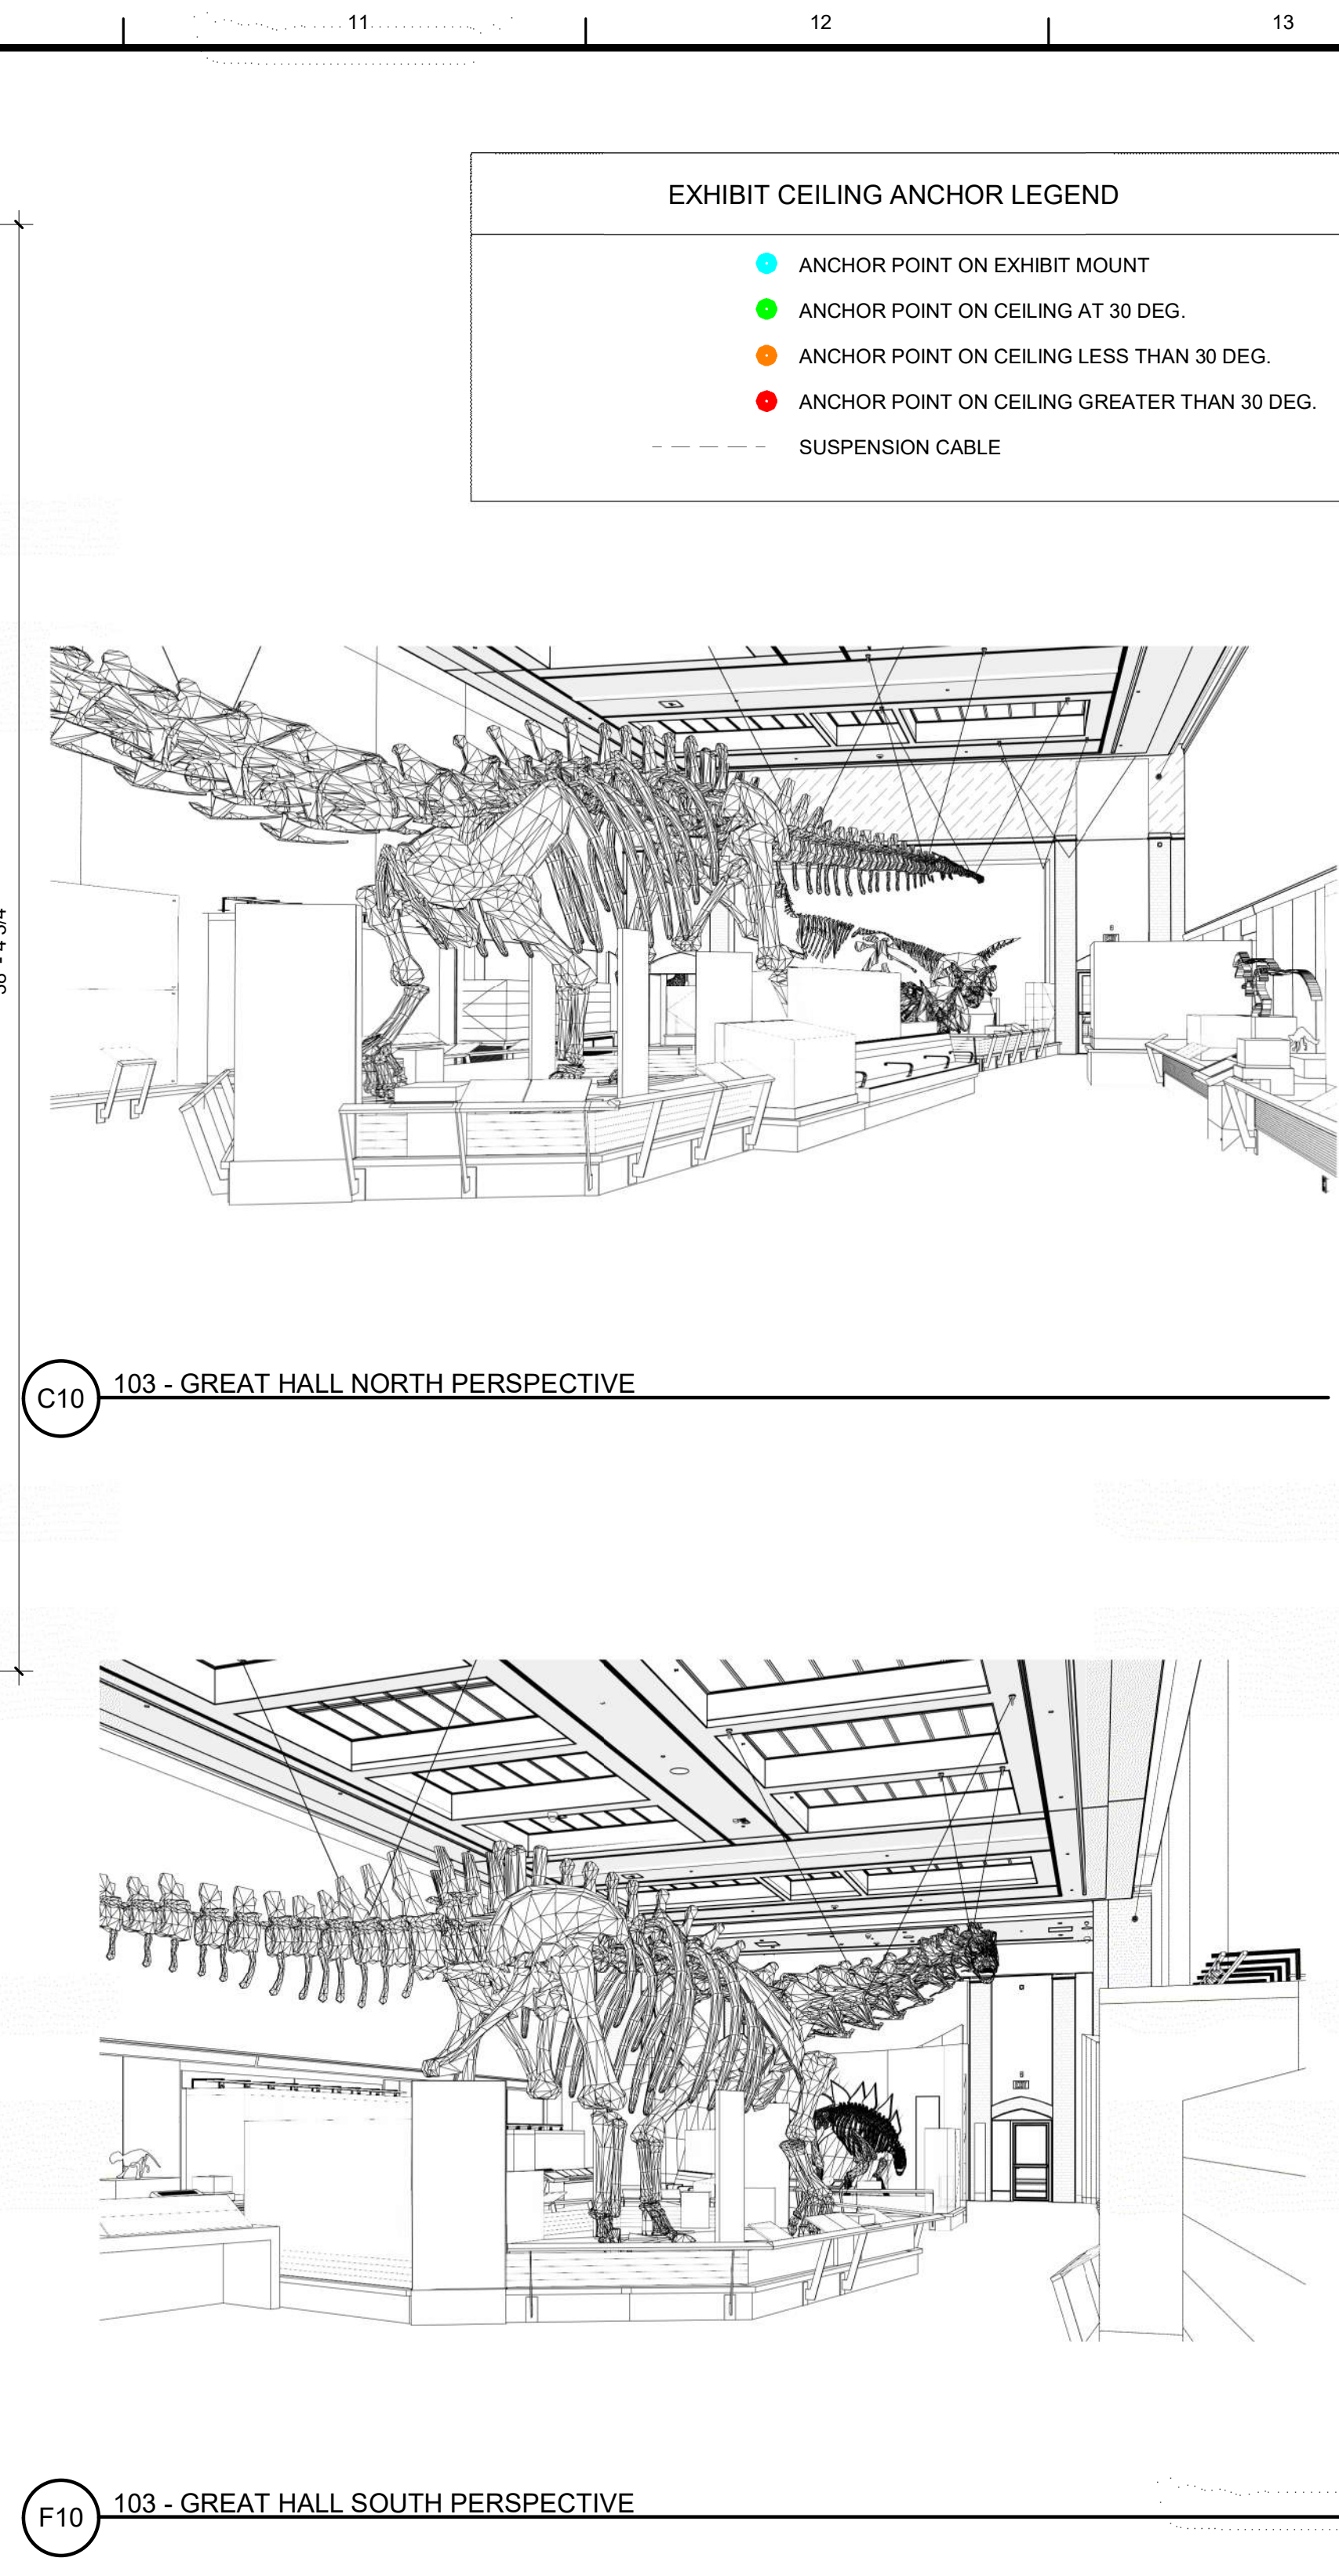 11
12
13
EXHIBIT CEILING ANCHOR LEGEND
ANCHOR POINT ON EXHIBIT MOUNT
ANCHOR POINT ON CEILING AT 30 DEG.
ANCHOR POINT ON CEILING LESS THAN 30 DEG.
ANCHOR POINT ON CEILING GREATER THAN 30 DEG.
SUSPENSION CABLE
C10
103 - GREAT HALL NORTH PERSPECTIVE
F10
103 - GREAT HALL SOUTH PERSPECTIVE